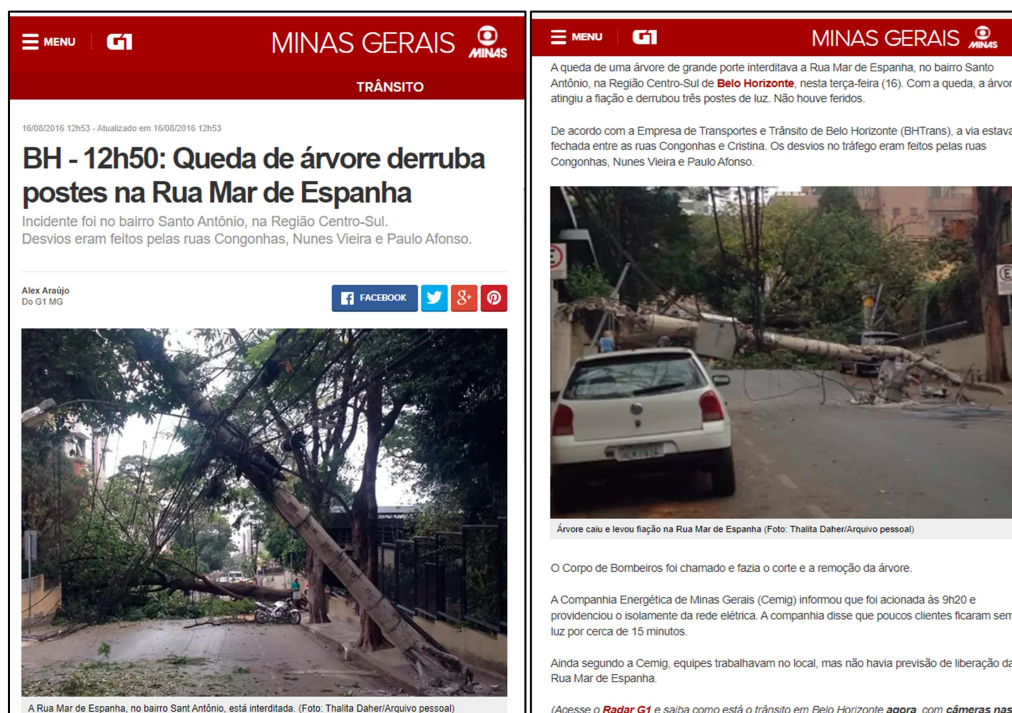 MENU
G1
MINAS GERAIS
MINAS
TRÂNSITO
16/08/2016 12h53 - Atualizado em 16/08/2016 12h53
BH - 12h50: Queda de árvore derruba
postes na Rua Mar de Espanha
Incidente foi no bairro Santo Antônio, na Região Centro-Sul.
Desvios eram feitos pelas ruas Congonhas, Nunes Vieira e Paulo Afonso.
Alex Araújo
Do G1 MG
FACEBOOK
g+
A Rua Mar de Espanha, no bairro Sant Antônio, está interditada. (Foto: Thalita Daher/Arquivo pessoal)
MENU
G1
MINAS GERAIS
MINAS
A queda de uma árvore de grande porte interditava a Rua Mar de Espanha, no bairro Santo
Antônio, na Região Centro-Sul de Belo Horizonte, nesta terça-feira (16). Com a queda, a árvor
atingiu a fiação e derrubou três postes de luz. Não houve feridos.
De acordo com a Empresa de Transportes e Trânsito de Belo Horizonte (BHTrans), a via estava
fechada entre as ruas Congonhas e Cristina. Os desvios no tráfego eram feitos pelas ruas
Congonhas, Nunes Vieira e Paulo Afonso.
E
E
Árvore caiu e levou fiação na Rua Mar de Espanha (Foto: Thalita Daher/Arquivo pessoal)
O Corpo de Bombeiros foi chamado e fazia o corte e a remoção da árvore.
A Companhia Energética de Minas Gerais (Cemig) informou que foi acionada às 9h20 e
providenciou o isolamento da rede elétrica. A companhia disse que poucos clientes ficaram sem
luz por cerca de 15 minutos.
Ainda segundo a Cemig, equipes trabalhavam no local, mas não havia previsão de liberação da
Rua Mar de Espanha.
(Acesse o Radar G1 e saiba como está o trânsito em Belo Horizonte agora, com câmeras nas